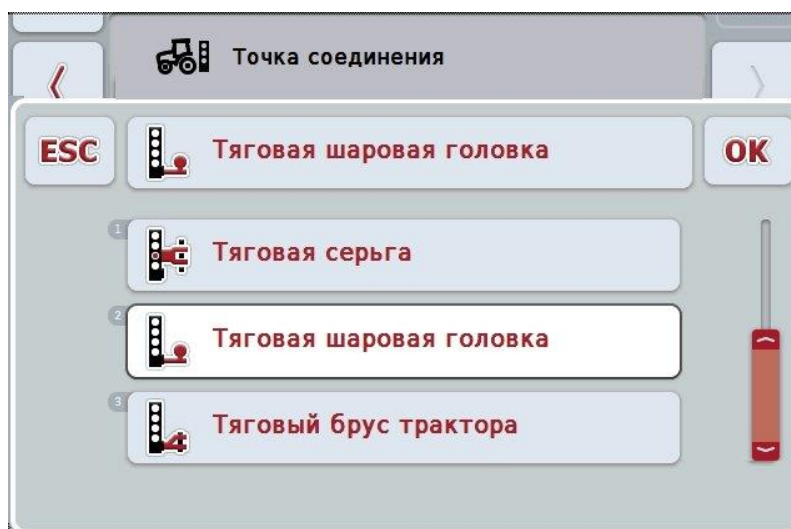 Точка соединения
ESC
Тяговая шаровая головка
OK
1
Тяговая серьга
2
Тяговая шаровая головка
3
Тяговый брус трактора